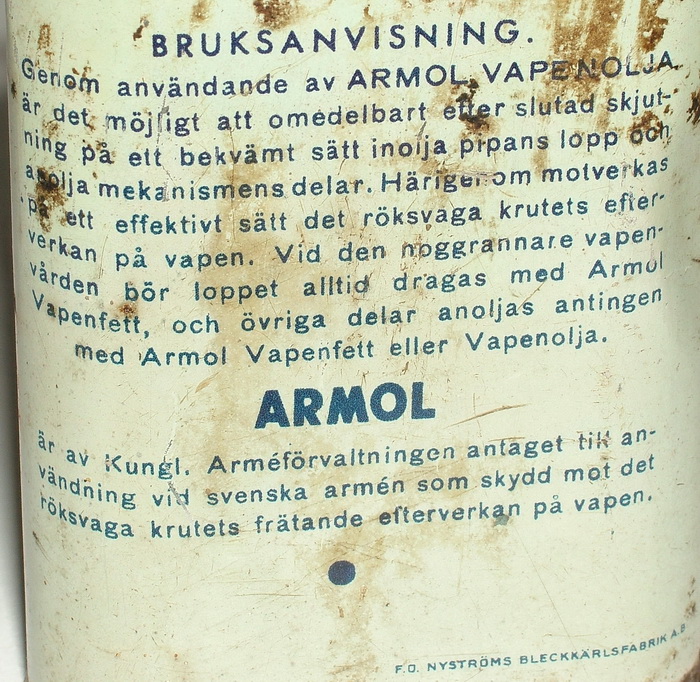 BRUKSANVISNING.
Genom användande av ARMOL VAPENOLJA
är det möjligt att omedelbart efter slutad skjut-
ning på ett bekvämt sätt inolja pipans lopp och
anolja mekanismens delar. Härigenom motverkas
på ett effektivt sätt det röksvaga krutets efter-
verkan på vapen. Vid den noggrannare vapen-
vården bör loppet alltid dragas med Armol
Vapenfett, och övriga delar anoljas antingen
med Armol Vapenfett eller Vapenolja.
ARMOL
är av Kungl. Arméförvaltningen antaget till an-
vändning vid svenska armén som skydd mot det
röksvaga krutets frätande efterverkan på vapen.
F.O. NYSTRÖMS BLECKKÄRLSFABRIK A.B.